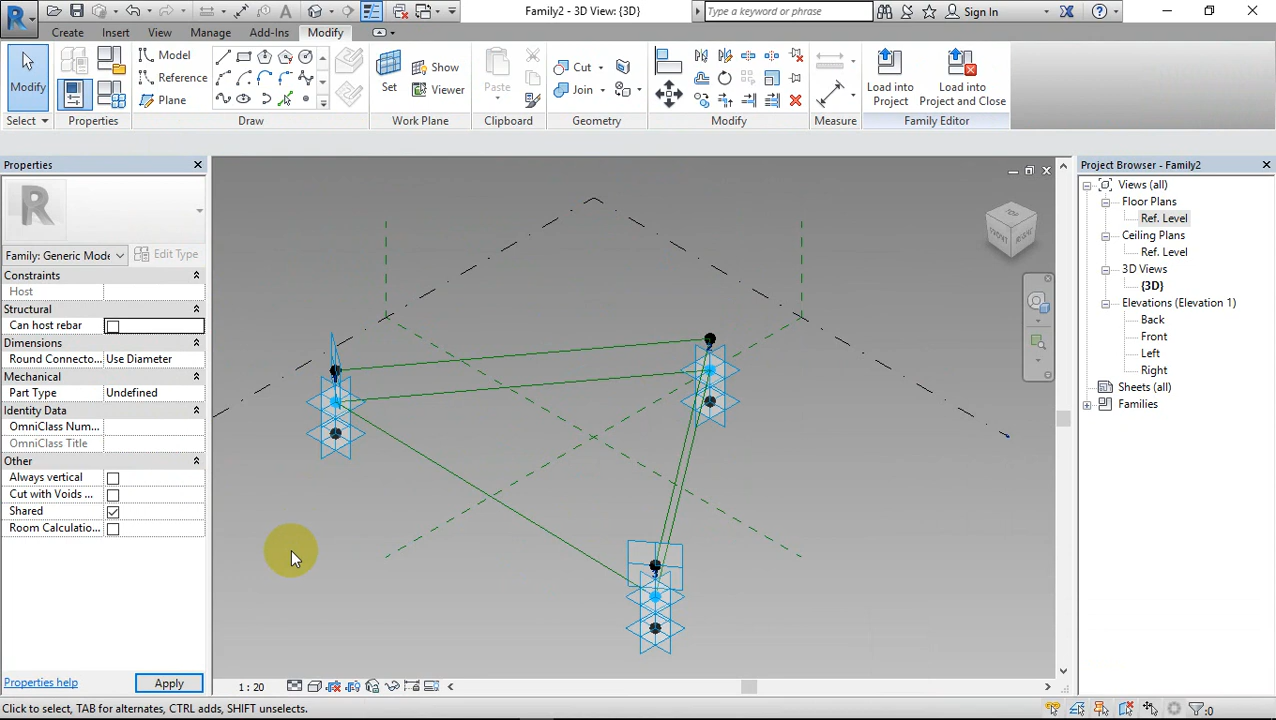 Family2 - 3D View: {3D}
Type a keyword or phrase
Sign In
Create Insert View Manage Add-Ins Modify
Modify
Model
Reference
Plane
Set
Show
Viewer
Paste
Cut
Join
Load into
Project
Load into
Project and Close
Select Properties Draw Work Plane Clipboard Geometry Modify Measure Family Editor
Properties
Family: Generic Mode
Edit Type
Constraints
Host
Structural
Can host rebar
Dimensions
Round Connecto... Use Diameter
Mechanical
Part Type Undefined
Identity Data
OmniClass Num...
OmniClass Title
Other
Always vertical
Cut with Voids ...
Shared
Room Calculatio...
Properties help
Apply
TOP
FRONT
RIGHT
Project Browser - Family2
Views (all)
Floor Plans
Ref. Level
Ceiling Plans
Ref. Level
3D Views
{3D}
Elevations (Elevation 1)
Back
Front
Left
Right
Sheets (all)
Families
1 : 20
Click to select, TAB for alternates, CTRL adds, SHIFT unselects.
:0